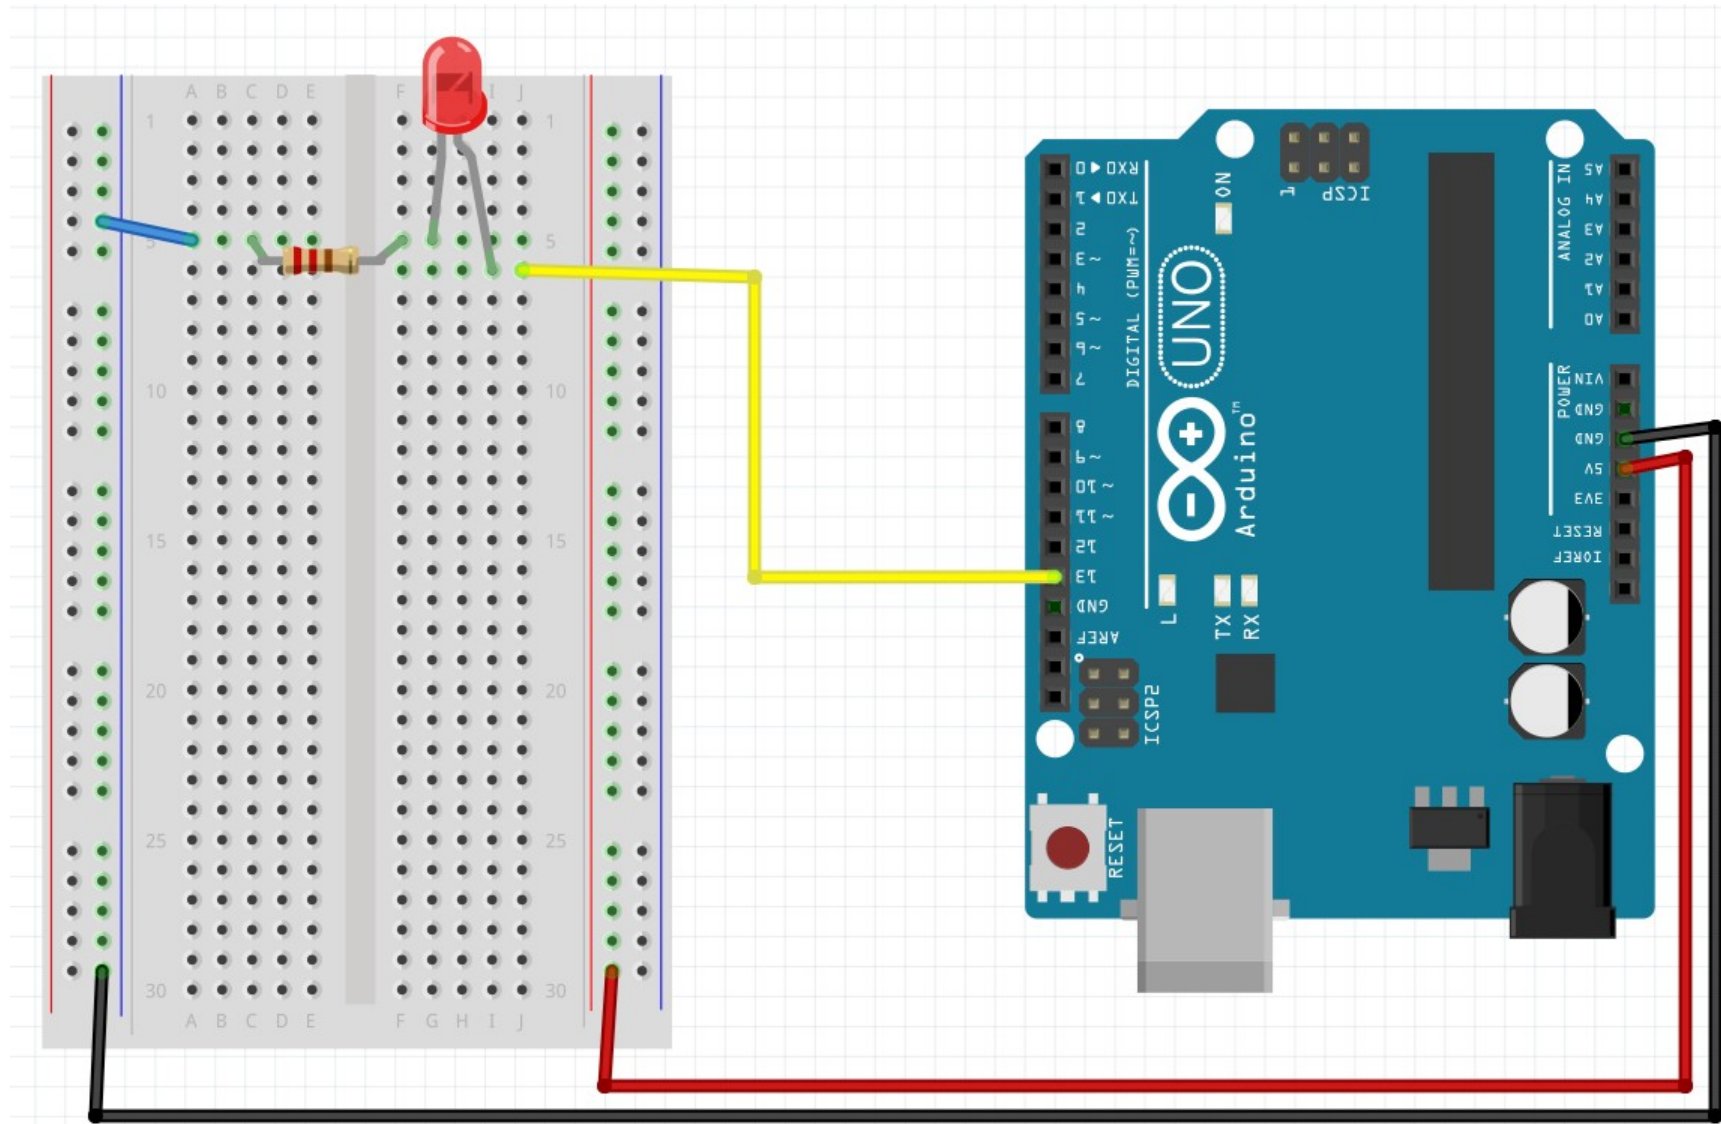 A B C D E F I J
1 1
5 5
10 10
15 15
20 20
25 25
30 30
A B C D E F G H I J
RX0 ◀ 0
TX0 ▶ 1
2
~3
4
~5
~6
7
DIGITAL (PWM=~)
8
~9
~10
~11
12
13
GND
AREF
ON
1
ICSP
UNO
Arduino™
L
TX
RX
ICSP2
RESET
ANALOG IN
A5
A4
A3
A2
A1
A0
POWER
VIN
GND
GND
5V
3V3
RESET
IOREF